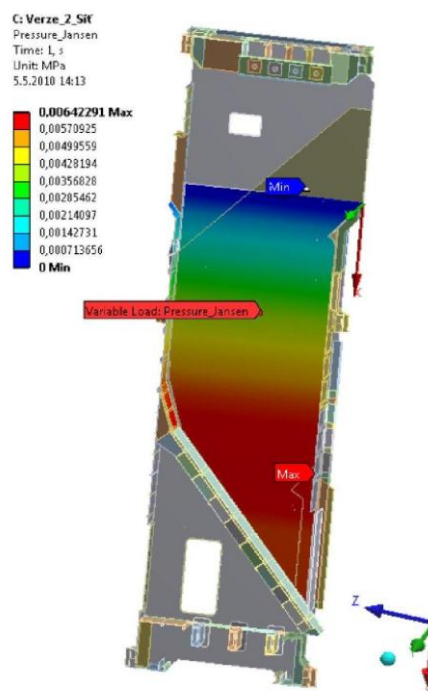 C: Verze_2_Síť
Pressure_Jansen
Time: 1, s
Unit: MPa
5.5.2010 14:13
0,00642291 Max
0,00570925
0,00499559
0,00428194
0,00356828
0,00285462
0,00214097
0,00142731
0,000713656
0 Min
Min
Variable Load: Pressure_Jansen
Max
Z